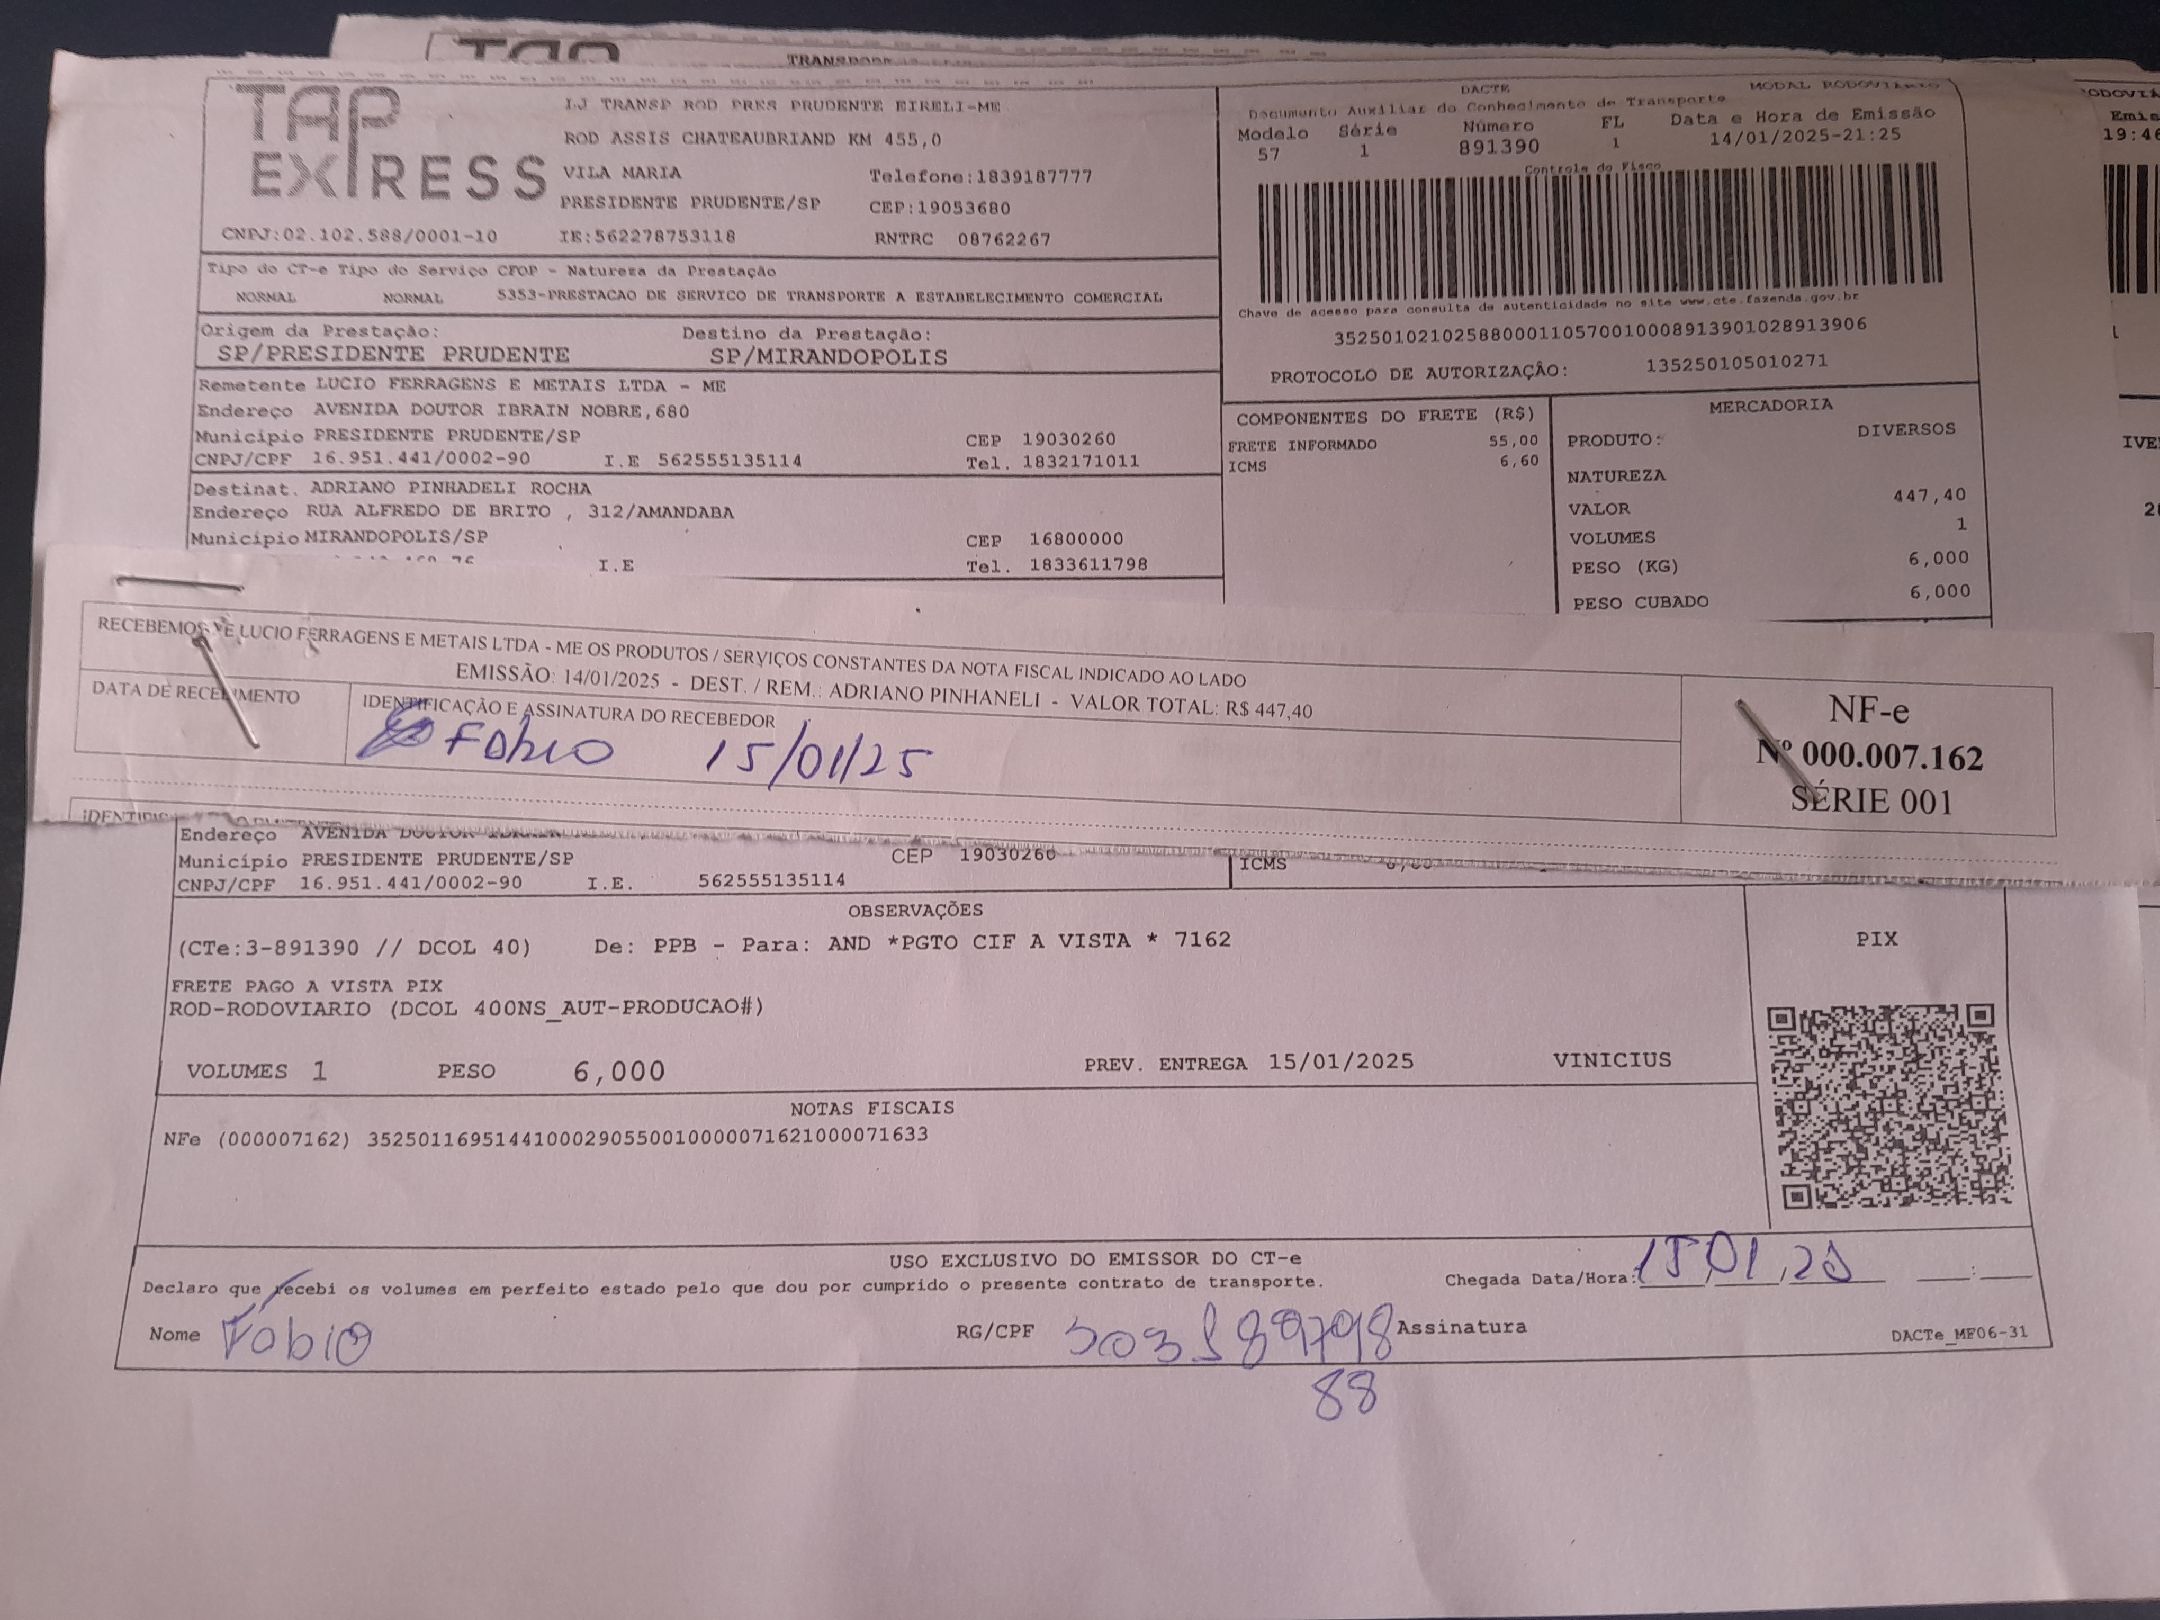 TRANSPOR
TAP EXPRESS
I.J TRANSP ROD PRES PRUDENTE EIRELI-ME
ROD ASSIS CHATEAUBRIAND KM 455,0
VILA MARIA Telefone:1839187777
PRESIDENTE PRUDENTE/SP CEP:19053680
CNPJ:02.102.588/0001-10 IE:562278753118 RNTRC 08762267
DACTE MODAL RODOVIÁRIO
Documento Auxiliar do Conhecimento de Transporte
Modelo Série Número FL Data e Hora de Emissão
57 1 891390 1 14/01/2025-21:25
Controle do Fisco
Chave de acesso para consulta de autenticidade no site www.cte.fazenda.gov.br
35250102102588000110570010008913901028913906
PROTOCOLO DE AUTORIZAÇÂO: 135250105010271
Tipo do CT-e Tipo do Serviço CFOP - Natureza da Prestação
NORMAL NORMAL 5353-PRESTACAO DE SERVICO DE TRANSPORTE A ESTABELECIMENTO COMERCIAL
Origem da Prestação: Destino da Prestação:
SP/PRESIDENTE PRUDENTE SP/MIRANDOPOLIS
Remetente LUCIO FERRAGENS E METAIS LTDA - ME
Endereço AVENIDA DOUTOR IBRAIN NOBRE,680
Município PRESIDENTE PRUDENTE/SP CEP 19030260
CNPJ/CPF 16.951.441/0002-90 I.E 562555135114 Tel. 1832171011
Destinat. ADRIANO PINHADELI ROCHA
Endereço RUA ALFREDO DE BRITO , 312/AMANDABA
Município MIRANDOPOLIS/SP CEP 16800000
I.E Tel. 1833611798
COMPONENTES DO FRETE (R$)
FRETE INFORMADO 55,00
ICMS 6,60
MERCADORIA
PRODUTO: DIVERSOS
NATUREZA
VALOR 447,40
VOLUMES 1
PESO (KG) 6,000
PESO CUBADO 6,000
RECEBEMOS DE LUCIO FERRAGENS E METAIS LTDA - ME OS PRODUTOS / SERVIÇOS CONSTANTES DA NOTA FISCAL INDICADO AO LADO
EMISSÃO: 14/01/2025 - DEST. / REM.: ADRIANO PINHANELI - VALOR TOTAL: R$ 447,40
DATA DE RECEBIMENTO IDENTIFICAÇÃO E ASSINATURA DO RECEBEDOR
Fábio 15/01/25
NF-e
Nº 000.007.162
SÉRIE 001
Endereço AVENIDA DOUTOR
Município PRESIDENTE PRUDENTE/SP CEP 19030260 ICMS
CNPJ/CPF 16.951.441/0002-90 I.E. 562555135114
OBSERVAÇÕES
(CTe:3-891390 // DCOL 40) De: PPB - Para: AND *PGTO CIF A VISTA * 7162
FRETE PAGO A VISTA PIX
ROD-RODOVIARIO (DCOL 400NS_AUT-PRODUCAO#)
VOLUMES 1 PESO 6,000 PREV. ENTREGA 15/01/2025 VINICIUS
PIX
NOTAS FISCAIS
NFe (000007162) 35250116951441000290550010000071621000071633
USO EXCLUSIVO DO EMISSOR DO CT-e
Declaro que recebi os volumes em perfeito estado pelo que dou por cumprido o presente contrato de transporte. Chegada Data/Hora: 15/01/25
Nome Fábio RG/CPF Assinatura DACTe_MF06-31
88